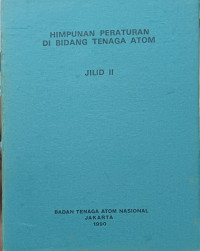 HIMPUNAN PERATURAN
DI BIDANG TENAGA ATOM
JILID II
BADAN TENAGA ATOM NASIONAL
JAKARTA
1990